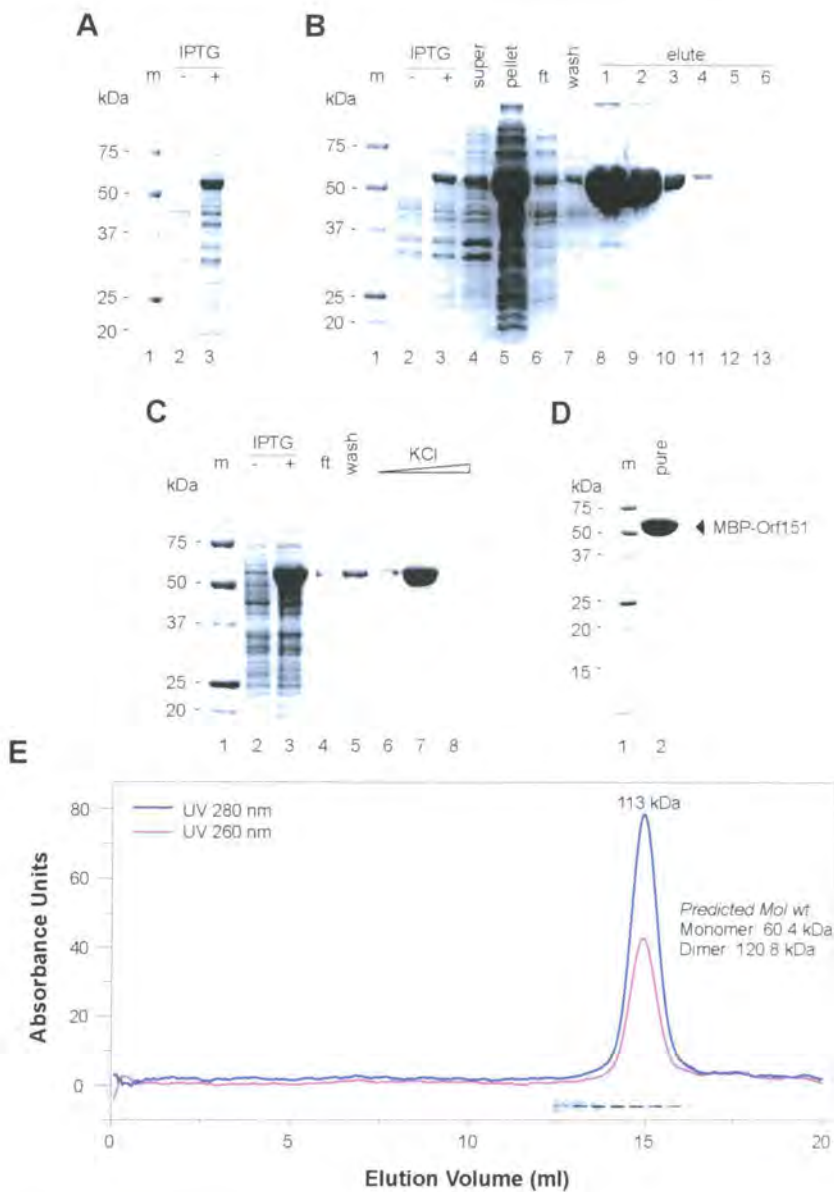 A
IPTG
m - +
kDa
75 -
50 -
37 -
25 -
20 -
1 2 3
B
IPTG super pellet ft wash elute
m - + 1 2 3 4 5 6
kDa
75 -
50 -
37 -
25 -
20 -
1 2 3 4 5 6 7 8 9 10 11 12 13
C
IPTG ft wash KCl
m - +
kDa
75 -
50 -
37 -
25 -
20 -
1 2 3 4 5 6 7 8
D
m pure
kDa
75 -
50 -
37 -
25 -
20 -
15 -
MBP-Orf151
1 2
E
UV 280 nm
UV 260 nm
113 kDa
Predicted Mol wt.
Monomer 60.4 kDa
Dimer 120.8 kDa
Absorbance Units
80
60
40
20
0
0 5 10 15 20
Elution Volume (ml)